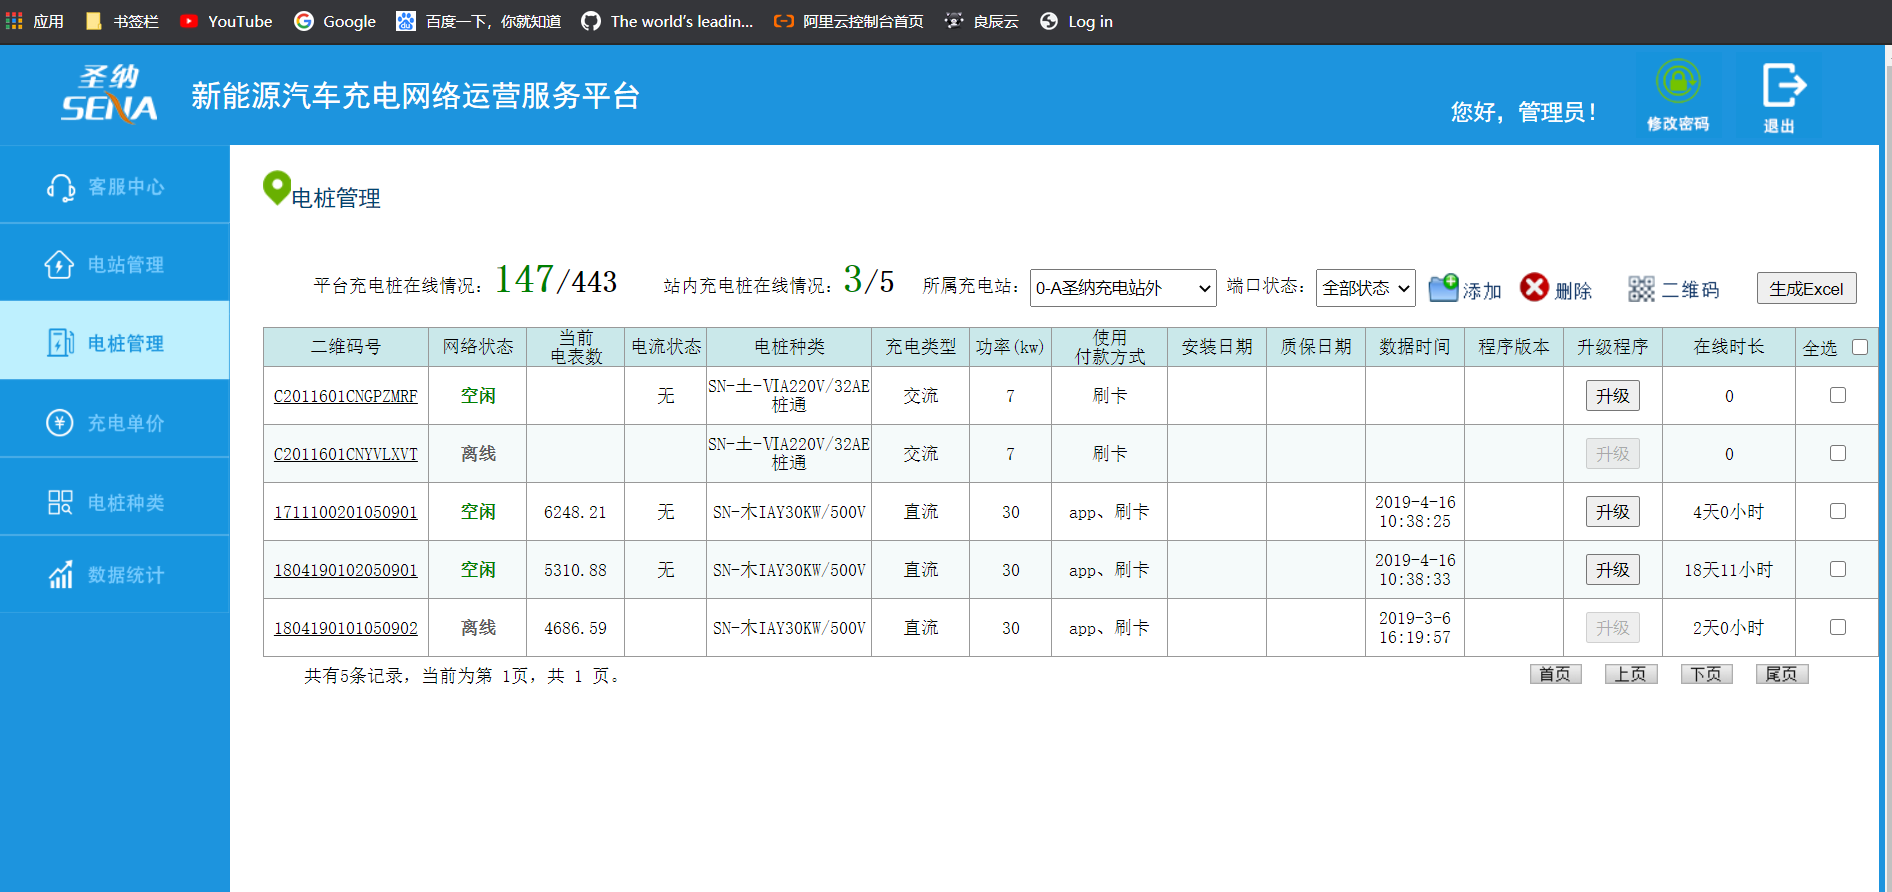 应用 书签栏 YouTube Google 百度一下，你就知道 The world's leadin... 阿里云控制台首页 良辰云 Log in
圣纳
SENA
新能源汽车充电网络运营服务平台
您好，管理员！
修改密码
退出
客服中心
电站管理
电桩管理
充电单价
电桩种类
数据统计
电桩管理
平台充电桩在线情况：147/443 站内充电桩在线情况：3/5 所属充电站： 0-A圣纳充电站外 端口状态： 全部状态 添加 删除 二维码 生成Excel
二维码号 网络状态 当前电表数 电流状态 电桩种类 充电类型 功率(kw) 使用付款方式 安装日期 质保日期 数据时间 程序版本 升级程序 在线时长 全选
C2011601CNGPZMRF 空闲 无 SN-土-VIA220V/32AE桩通 交流 7 刷卡 升级 0
C2011601CNYVLXVT 离线 SN-土-VIA220V/32AE桩通 交流 7 刷卡 升级 0
1711100201050901 空闲 6248.21 无 SN-木IAY30KW/500V 直流 30 app、刷卡 2019-4-16 10:38:25 升级 4天0小时
1804190102050901 空闲 5310.88 无 SN-木IAY30KW/500V 直流 30 app、刷卡 2019-4-16 10:38:33 升级 18天11小时
1804190101050902 离线 4686.59 SN-木IAY30KW/500V 直流 30 app、刷卡 2019-3-6 16:19:57 升级 2天0小时
共有5条记录，当前为第 1页，共 1 页。 首页 上页 下页 尾页